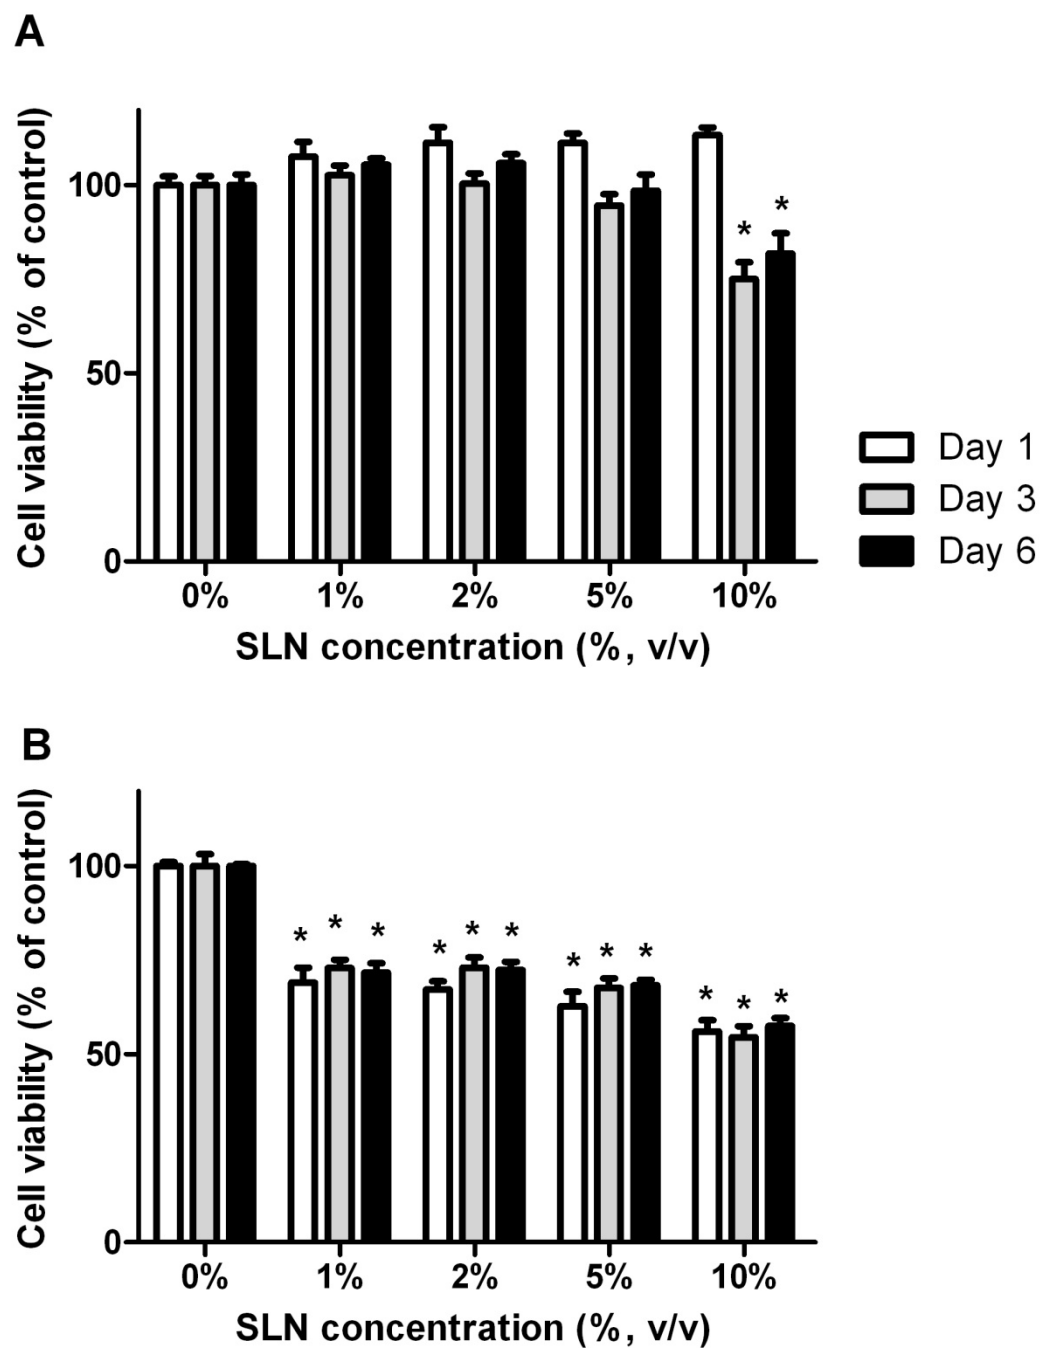 A
Cell viability (% of control)
100
50
0
0% 1% 2% 5% 10%
SLN concentration (%, v/v)
* *
Day 1
Day 3
Day 6
B
Cell viability (% of control)
100
50
0
* * * * * * * * * * * *
0% 1% 2% 5% 10%
SLN concentration (%, v/v)